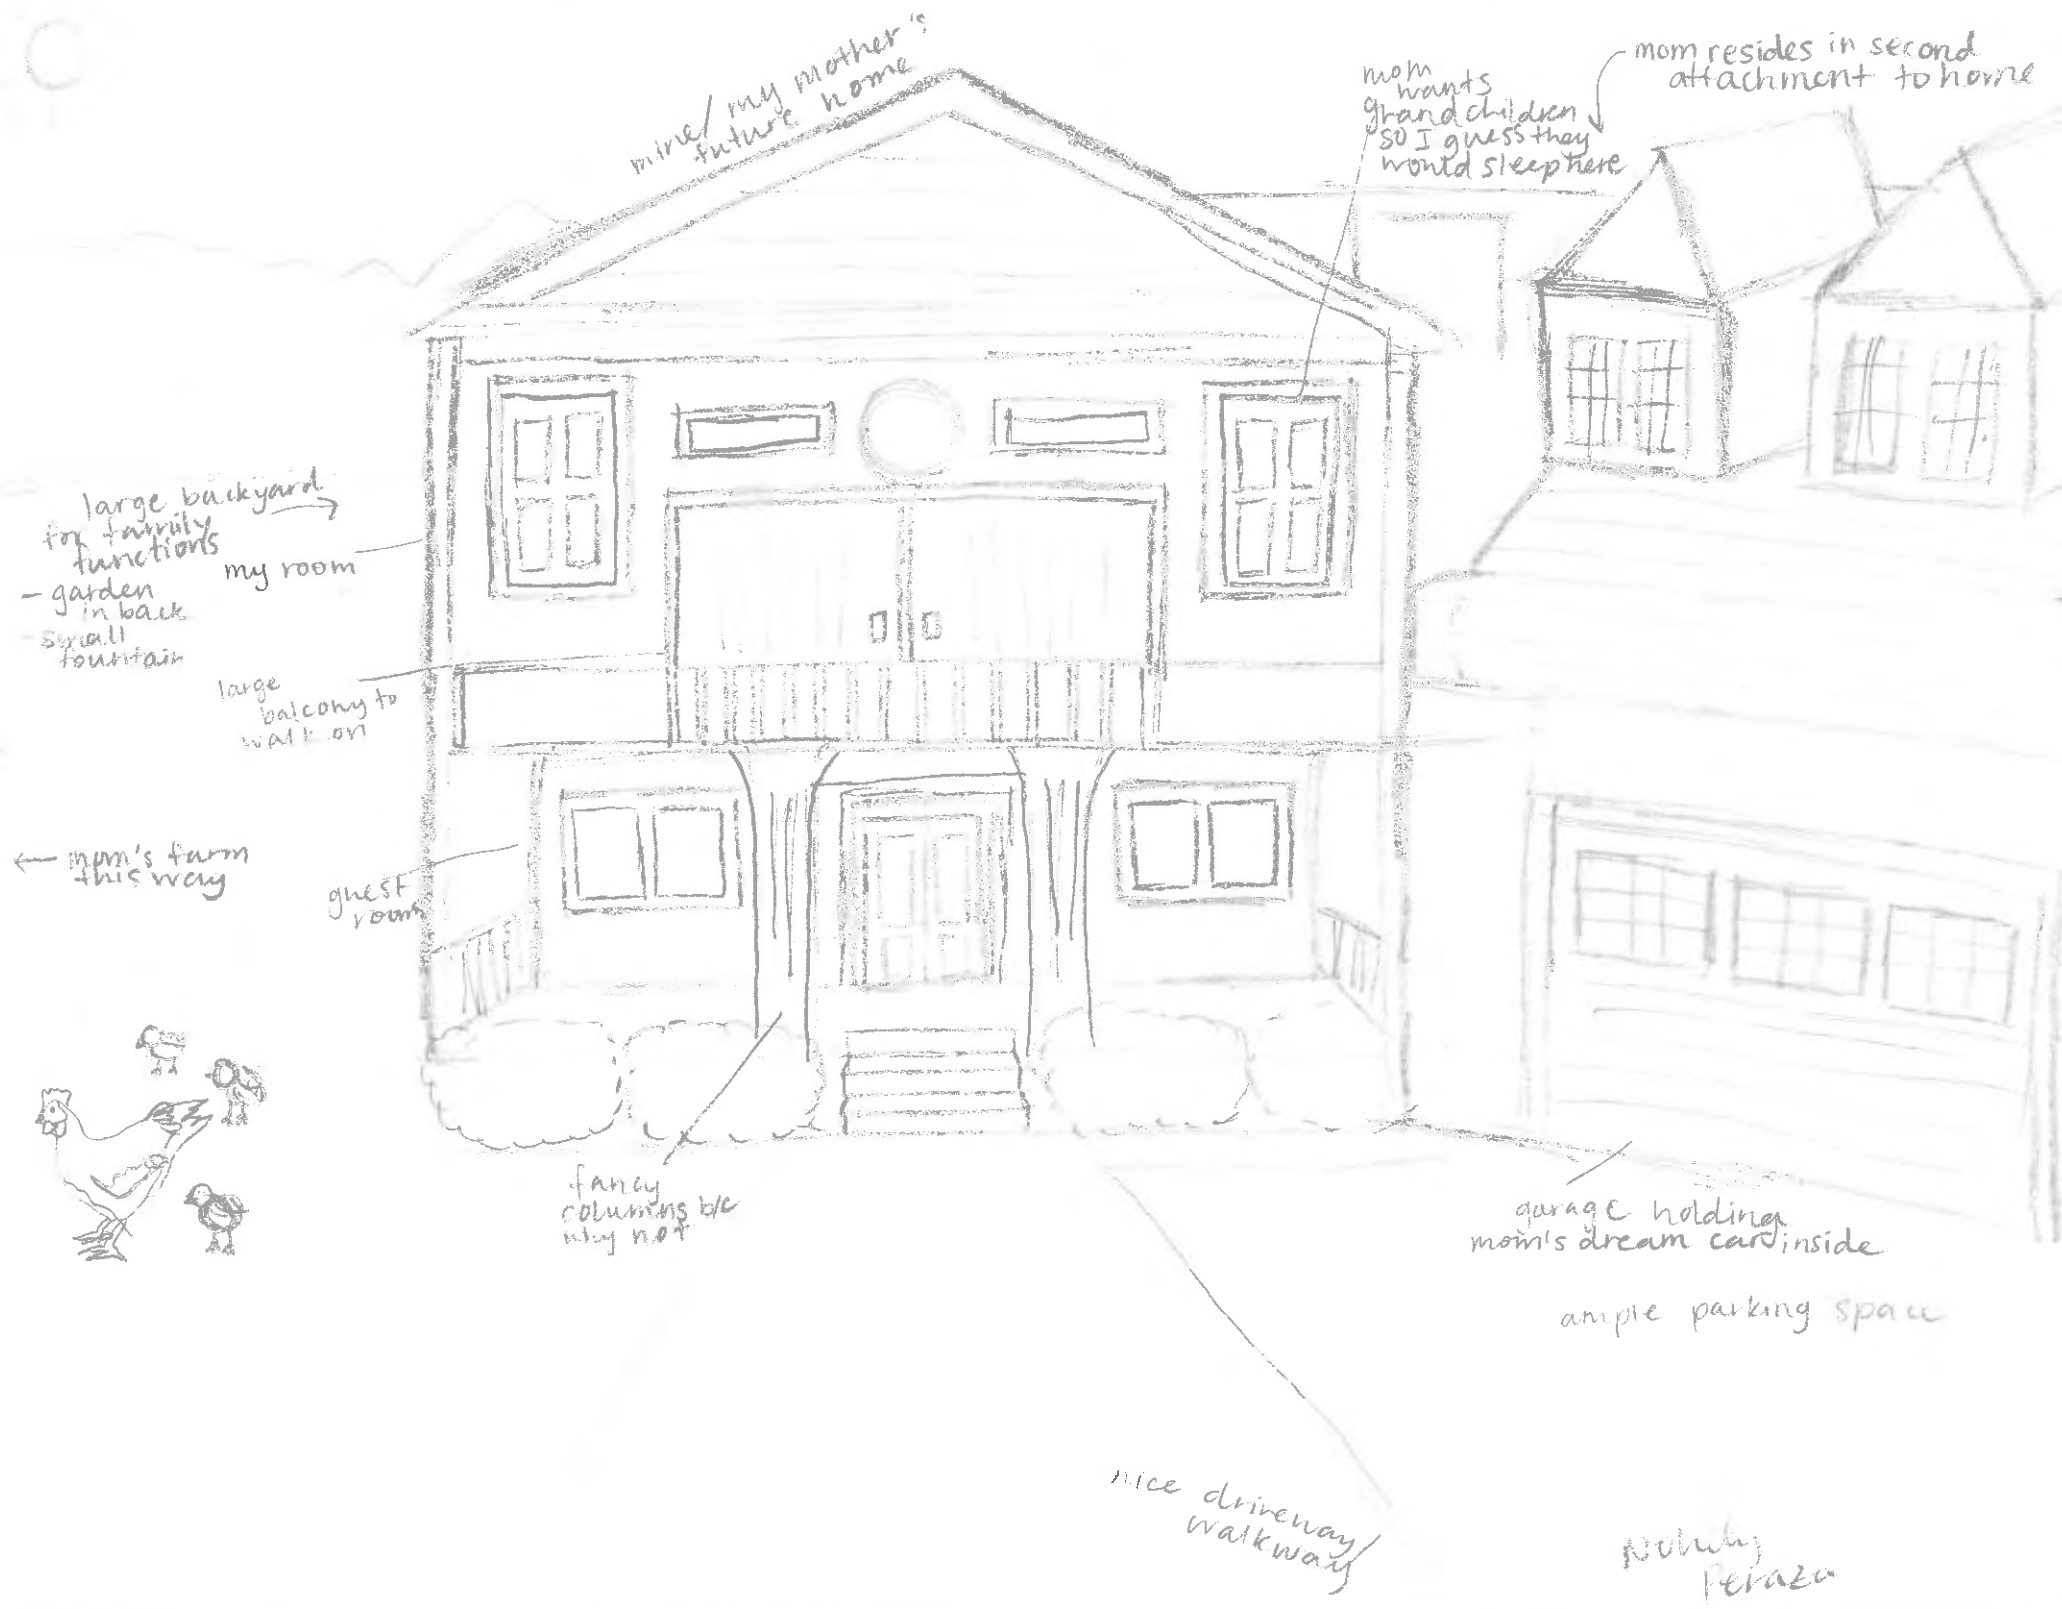 mine/ my mother's
future home
mom
wants
grandchildren
so I guess they
would sleep here
mom resides in second
attachment to home
large backyard
for family
functions
- garden
in back
- small
fountain
my room
large
balcony to
walk on
← mom's farm
this way
guest
room
fancy
columns b/c
why not
garage holding
mom's dream car inside
ample parking space
nice driveway/
walkway
Peraza